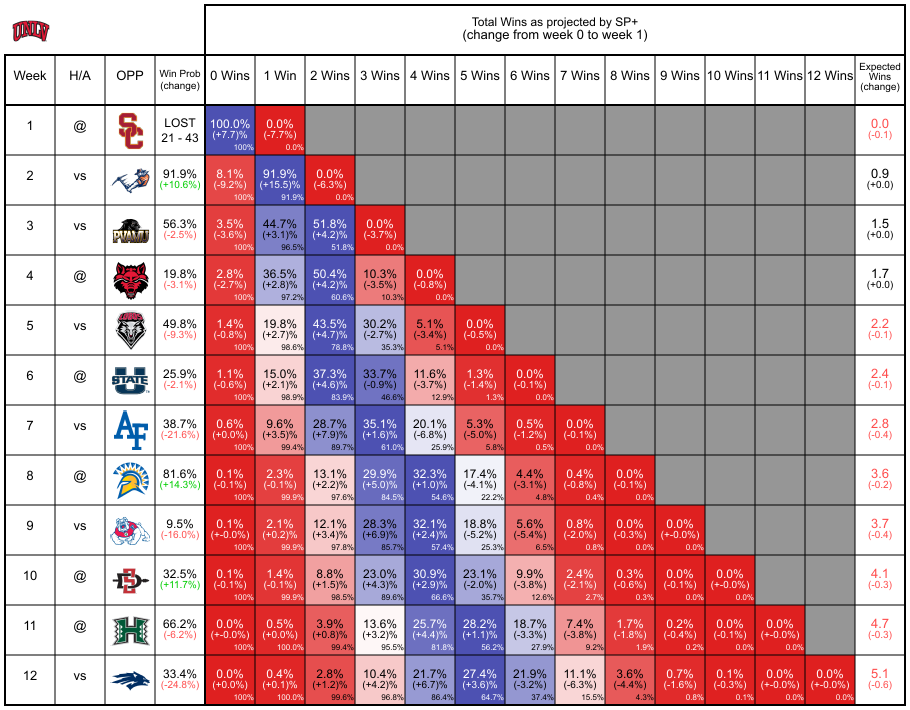 UNLV
Total Wins as projected by SP+
(change from week 0 to week 1)
Week H/A OPP Win Prob (change) 0 Wins 1 Win 2 Wins 3 Wins 4 Wins 5 Wins 6 Wins 7 Wins 8 Wins 9 Wins 10 Wins 11 Wins 12 Wins Expected Wins (change)
1 @ SC LOST 100.0% 0.0% 0.0
21 - 43 (+7.7)% (-7.7%) (-0.1)
100% 0.0%
2 vs 91.9% 8.1% 91.9% 0.0% 0.9
(+10.6%) (-9.2%) (+15.5)% (-6.3%) (+0.0)
100% 91.9% 0.0%
3 vs PVAMU 56.3% 3.5% 44.7% 51.8% 0.0% 1.5
(-2.5%) (-3.6%) (+3.1)% (+4.2)% (-3.7%) (+0.0)
100% 96.5% 51.8% 0.0%
4 @ 19.8% 2.8% 36.5% 50.4% 10.3% 0.0% 1.7
(-3.1%) (-2.7%) (+2.8)% (+4.2)% (-3.5%) (-0.8%) (+0.0)
100% 97.2% 60.6% 10.3% 0.0%
5 vs 49.8% 1.4% 19.8% 43.5% 30.2% 5.1% 0.0% 2.2
(-9.3%) (-0.8%) (+2.7)% (+4.7)% (-2.7%) (-3.4%) (-0.5%) (-0.1)
100% 98.6% 78.8% 35.3% 5.1% 0.0%
6 @ U STATE 25.9% 1.1% 15.0% 37.3% 33.7% 11.6% 1.3% 0.0% 2.4
(-2.1%) (-0.6%) (+2.1)% (+4.6)% (-0.9%) (-3.7%) (-1.4%) (-0.1%) (-0.1)
100% 98.9% 83.9% 46.6% 12.9% 1.3% 0.0%
7 vs AF 38.7% 0.6% 9.6% 28.7% 35.1% 20.1% 5.3% 0.5% 0.0% 2.8
(-21.6%) (+0.0%) (+3.5)% (+7.9)% (+1.6)% (-6.8%) (-5.0%) (-1.2%) (-0.1%) (-0.4)
100% 99.4% 89.7% 61.0% 25.9% 5.8% 0.5% 0.0%
8 @ 81.6% 0.1% 2.3% 13.1% 29.9% 32.3% 17.4% 4.4% 0.4% 0.0% 3.6
(+14.3%) (-0.1%) (-0.1%) (+2.2)% (+5.0)% (+1.0)% (-4.1%) (-3.1%) (-0.8%) (-0.1%) (-0.2)
100% 99.9% 97.6% 84.5% 54.6% 22.2% 4.8% 0.4% 0.0%
9 vs 9.5% 0.1% 2.1% 12.1% 28.3% 32.1% 18.8% 5.6% 0.8% 0.0% 0.0% 3.7
(-16.0%) (+-0.0%) (+0.2)% (+3.4)% (+6.9)% (+2.4)% (-5.2%) (-5.4%) (-2.0%) (-0.3%) (+-0.0%) (-0.4)
100% 99.9% 97.8% 85.7% 57.4% 25.3% 6.5% 0.8% 0.0% 0.0%
10 @ SD 32.5% 0.1% 1.4% 8.8% 23.0% 30.9% 23.1% 9.9% 2.4% 0.3% 0.0% 0.0% 4.1
(+11.7%) (-0.1%) (-0.1%) (+1.5)% (+4.3)% (+2.9)% (-2.0%) (-3.8%) (-2.1%) (-0.6%) (-0.1%) (+-0.0%) (-0.3)
100% 99.9% 98.5% 89.6% 66.6% 35.7% 12.6% 2.7% 0.3% 0.0% 0.0%
11 @ H 66.2% 0.0% 0.5% 3.9% 13.6% 25.7% 28.2% 18.7% 7.4% 1.7% 0.2% 0.0% 0.0% 4.7
(-6.2%) (+-0.0%) (+0.0%) (+0.8)% (+3.2)% (+4.4)% (+1.1)% (-3.3%) (-3.8%) (-1.8%) (-0.4%) (-0.1%) (+-0.0%) (-0.3)
100% 100.0% 99.4% 95.5% 81.8% 56.2% 27.9% 9.2% 1.9% 0.2% 0.0% 0.0%
12 vs 33.4% 0.0% 0.4% 2.8% 10.4% 21.7% 27.4% 21.9% 11.1% 3.6% 0.7% 0.1% 0.0% 0.0% 5.1
(-24.8%) (+0.0%) (+0.1)% (+1.2)% (+4.2)% (+6.7)% (+3.6)% (-3.2%) (-6.3%) (-4.4%) (-1.6%) (-0.3%) (+-0.0%) (+-0.0%) (-0.6)
100% 100.0% 99.6% 96.8% 86.4% 64.7% 37.4% 15.5% 4.3% 0.8% 0.1% 0.0% 0.0%